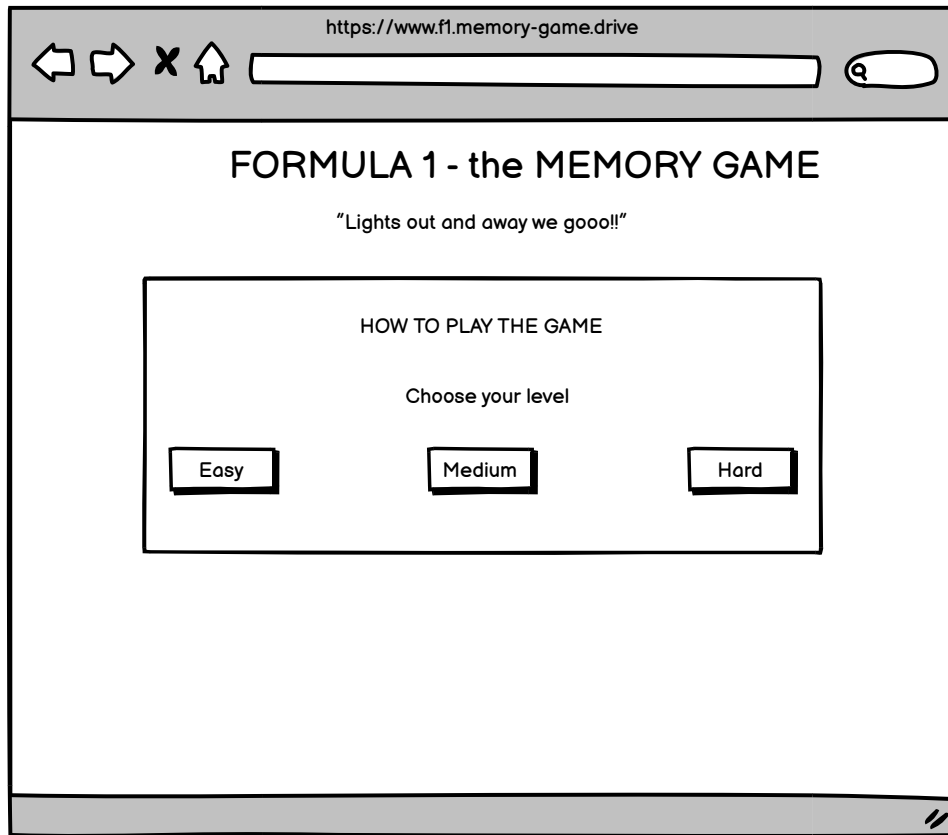 https://www.f1.memory-game.drive
FORMULA 1 - the MEMORY GAME
“Lights out and away we gooo!!”
HOW TO PLAY THE GAME
Choose your level
Easy Medium Hard